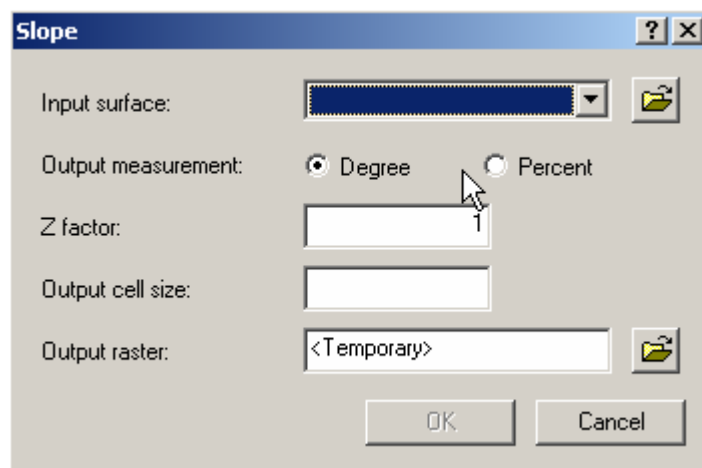 Slope
Input surface:
Output measurement: Degree Percent
Z factor: 1
Output cell size:
Output raster: <Temporary>
OK Cancel